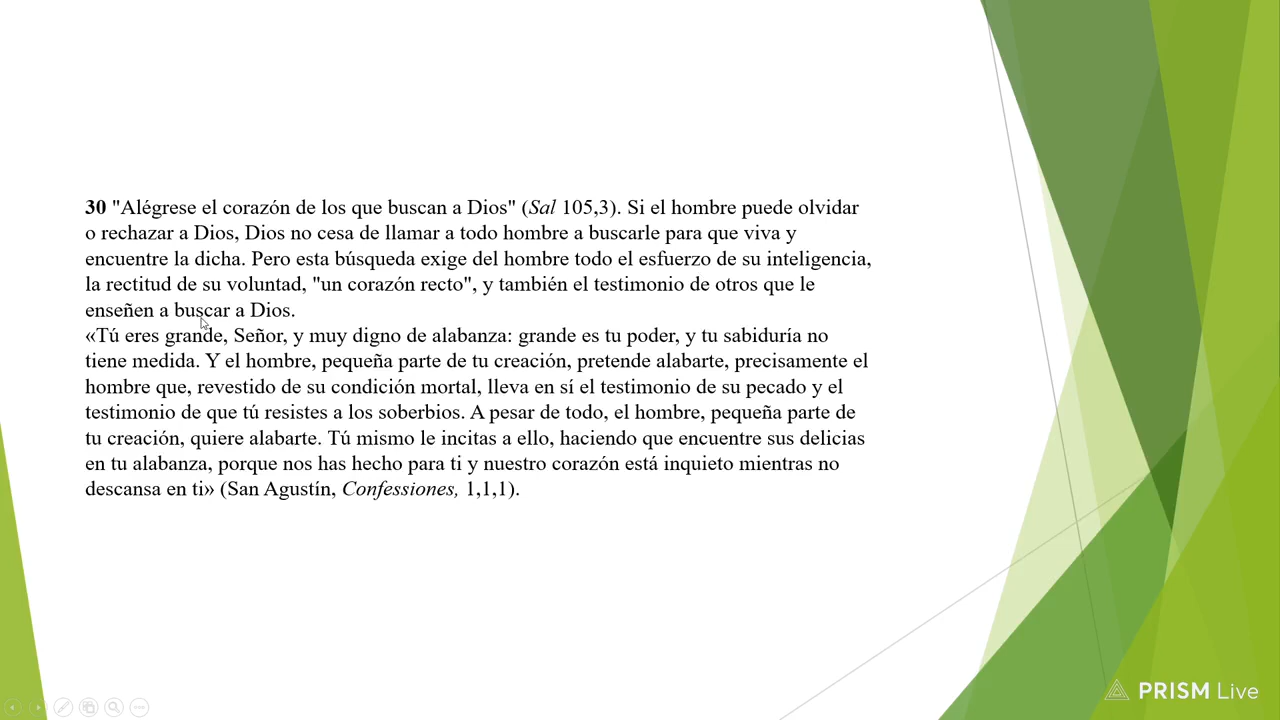 30 "Alégrese el corazón de los que buscan a Dios" (Sal 105,3). Si el hombre puede olvidar
o rechazar a Dios, Dios no cesa de llamar a todo hombre a buscarle para que viva y
encuentre la dicha. Pero esta búsqueda exige del hombre todo el esfuerzo de su inteligencia,
la rectitud de su voluntad, "un corazón recto", y también el testimonio de otros que le
enseñen a buscar a Dios.
«Tú eres grande, Señor, y muy digno de alabanza: grande es tu poder, y tu sabiduría no
tiene medida. Y el hombre, pequeña parte de tu creación, pretende alabarte, precisamente el
hombre que, revestido de su condición mortal, lleva en sí el testimonio de su pecado y el
testimonio de que tú resistes a los soberbios. A pesar de todo, el hombre, pequeña parte de
tu creación, quiere alabarte. Tú mismo le incitas a ello, haciendo que encuentre sus delicias
en tu alabanza, porque nos has hecho para ti y nuestro corazón está inquieto mientras no
descansa en ti» (San Agustín, Confessiones, 1,1,1).
PRISM Live